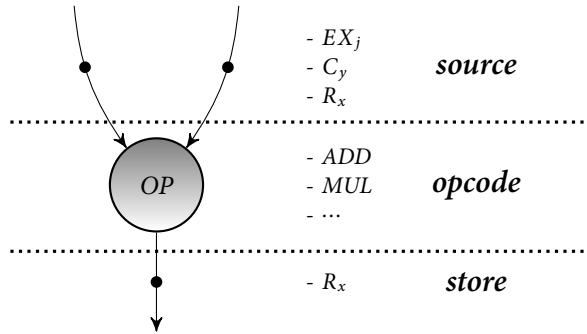 - EXj
- Cy
- Rx
source
OP
- ADD
- MUL
- ···
opcode
- Rx
store